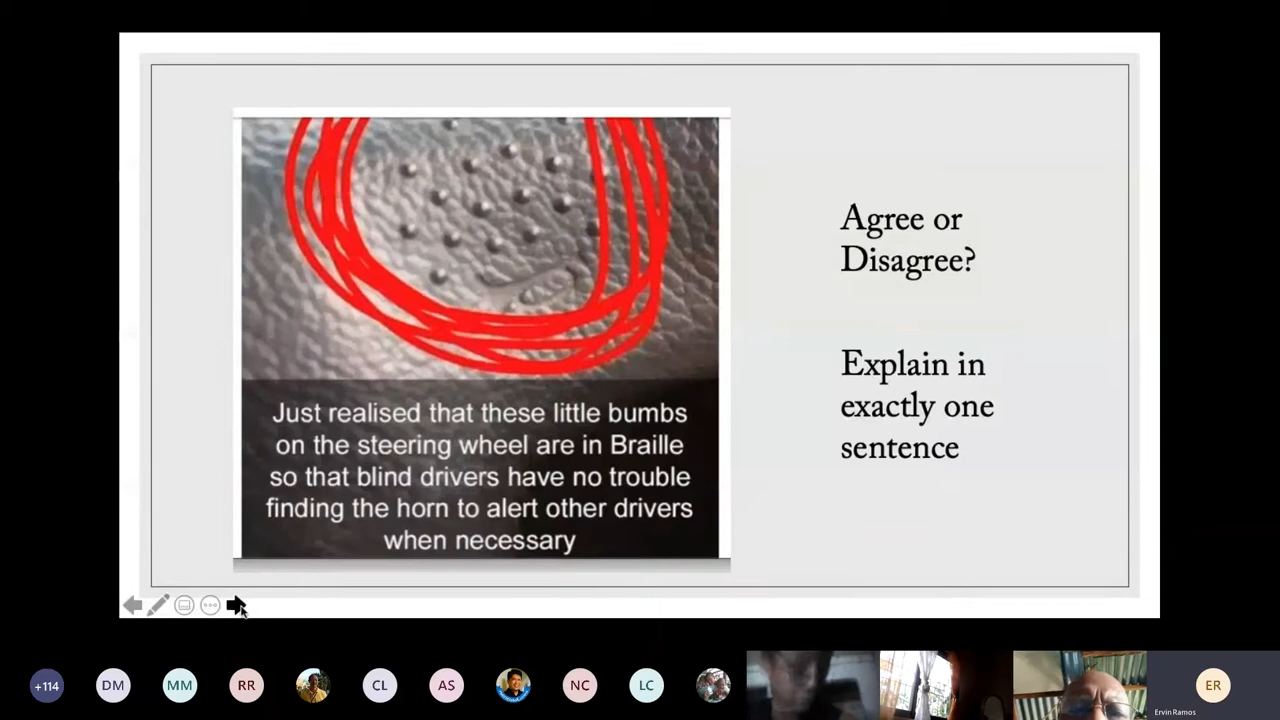 Agree or
Disagree?
Explain in
exactly one
sentence
Just realised that these little bumbs
on the steering wheel are in Braille
so that blind drivers have no trouble
finding the horn to alert other drivers
when necessary
+114
DM
MM
RR
CL
AS
NC
LC
ER
Ervin Ramos